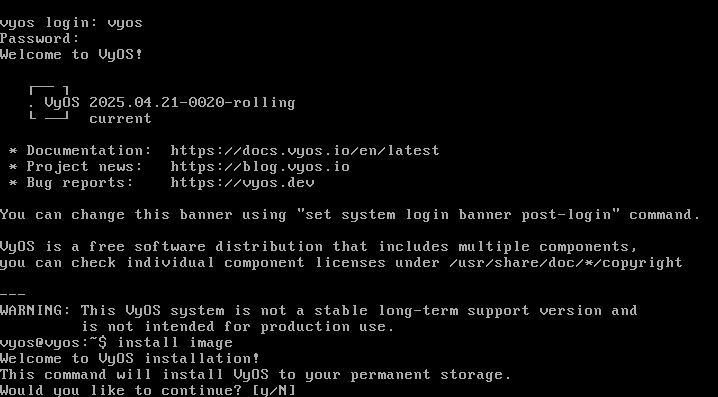 vyos login: vyos
Password:
Welcome to VyOS!
. VyOS 2025.04.21-0020-rolling
current
* Documentation:  https://docs.vyos.io/en/latest
* Project news:   https://blog.vyos.io
* Bug reports:    https://vyos.dev
You can change this banner using "set system login banner post-login" command.
VyOS is a free software distribution that includes multiple components,
you can check individual component licenses under /usr/share/doc/*/copyright
---
WARNING: This VyOS system is not a stable long-term support version and
is not intended for production use.
vyos@vyos:~$ install image
Welcome to VyOS installation!
This command will install VyOS to your permanent storage.
Would you like to continue? [y/N]